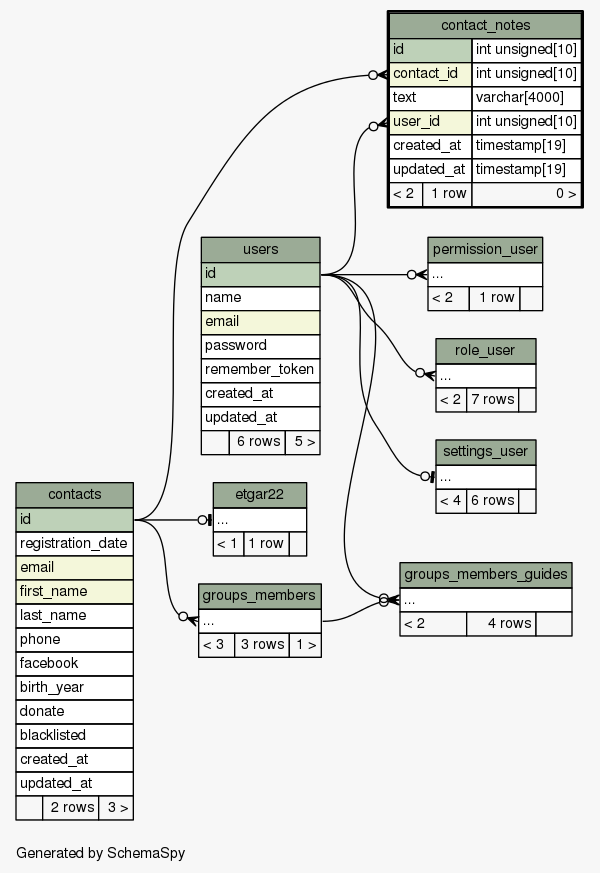 contact_notes
id int unsigned[10]
contact_id int unsigned[10]
text varchar[4000]
user_id int unsigned[10]
created_at timestamp[19]
updated_at timestamp[19]
< 2 1 row 0 >
users
id
name
email
password
remember_token
created_at
updated_at
6 rows 5 >
permission_user
...
< 2 1 row
role_user
...
< 2 7 rows
settings_user
...
< 4 6 rows
contacts
id
registration_date
email
first_name
last_name
phone
facebook
birth_year
donate
blacklisted
created_at
updated_at
2 rows 3 >
etgar22
...
< 1 1 row
groups_members
...
< 3 3 rows 1 >
groups_members_guides
...
< 2 4 rows
Generated by SchemaSpy